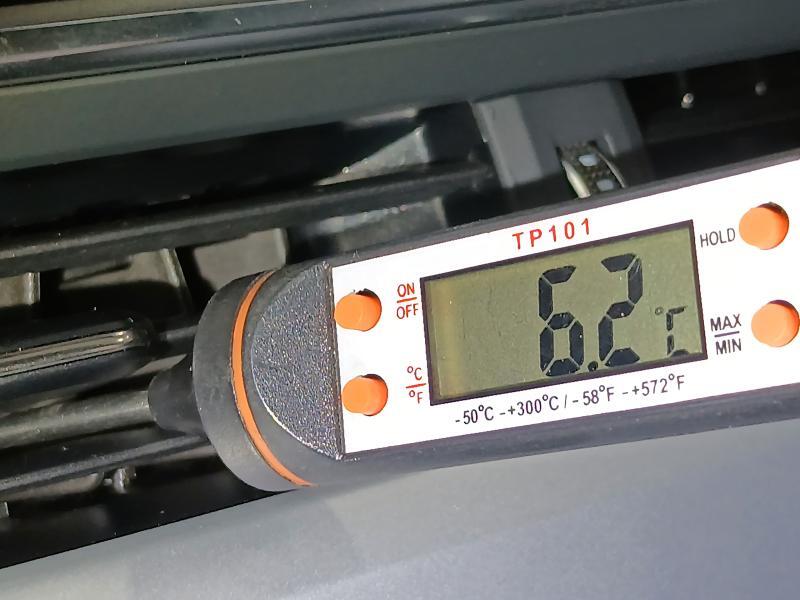 TP101
HOLD
ON
OFF
6.2 °C
MAX
MIN
°C
°F
-50°C -+300°C / -58°F -+572°F